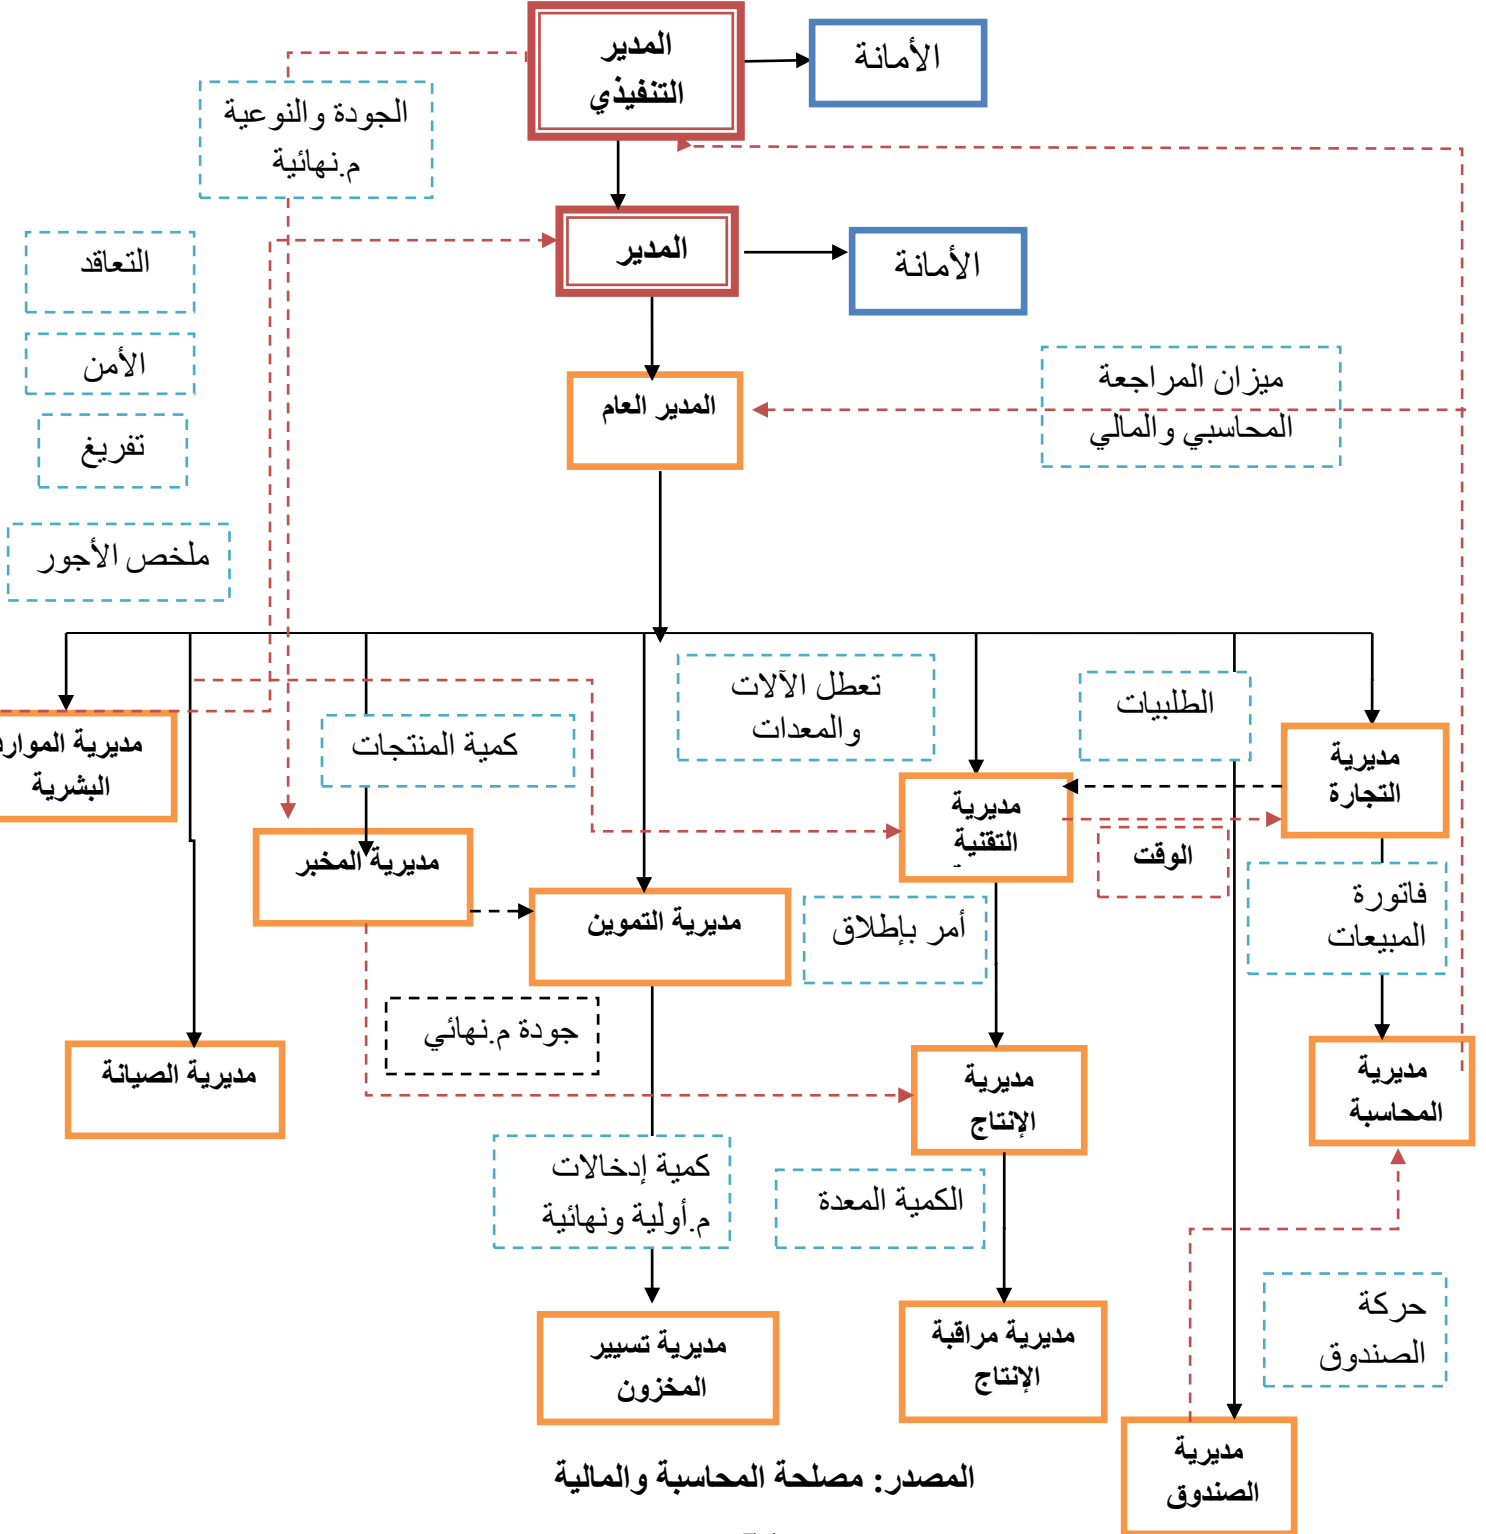 المدير
التنفيذي
الأمانة
الجودة والنوعية
م.نهائية
المدير
الأمانة
التعاقد
الأمن
تفريغ
ملخص الأجور
المدير العام
ميزان المراجعة
المحاسبي والمالي
تعطل الآلات
والمعدات
الطلبيات
كمية المنتجات
مديرية الموارد
البشرية
مديرية
التجارة
مديرية
التقنية
الوقت
مديرية المخبر
مديرية التموين
أمر بإطلاق
فاتورة
المبيعات
جودة م.نهائي
مديرية الصيانة
مديرية
الإنتاج
مديرية
المحاسبة
كمية إدخالات
م.أولية ونهائية
الكمية المعدة
حركة
الصندوق
مديرية تسيير
المخزون
مديرية مراقبة
الإنتاج
مديرية
الصندوق
المصدر: مصلحة المحاسبة والمالية